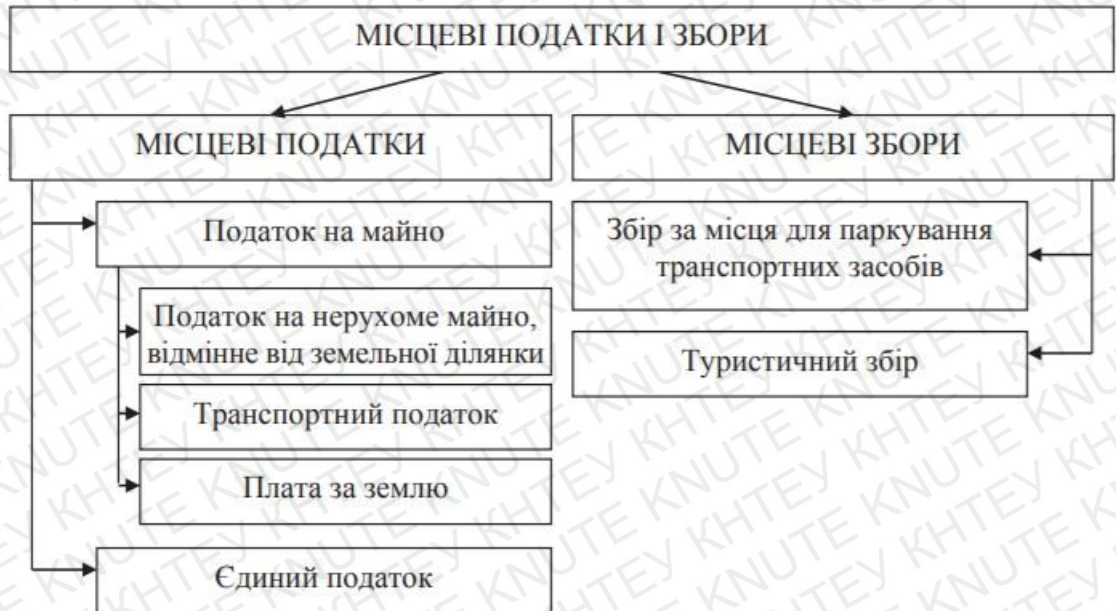 МІСЦЕВІ ПОДАТКИ І ЗБОРИ
МІСЦЕВІ ПОДАТКИ
Податок на майно
Податок на нерухоме майно,
відмінне від земельної ділянки
Транспортний податок
Плата за землю
Єдиний податок
МІСЦЕВІ ЗБОРИ
Збір за місця для паркування
транспортних засобів
Туристичний збір